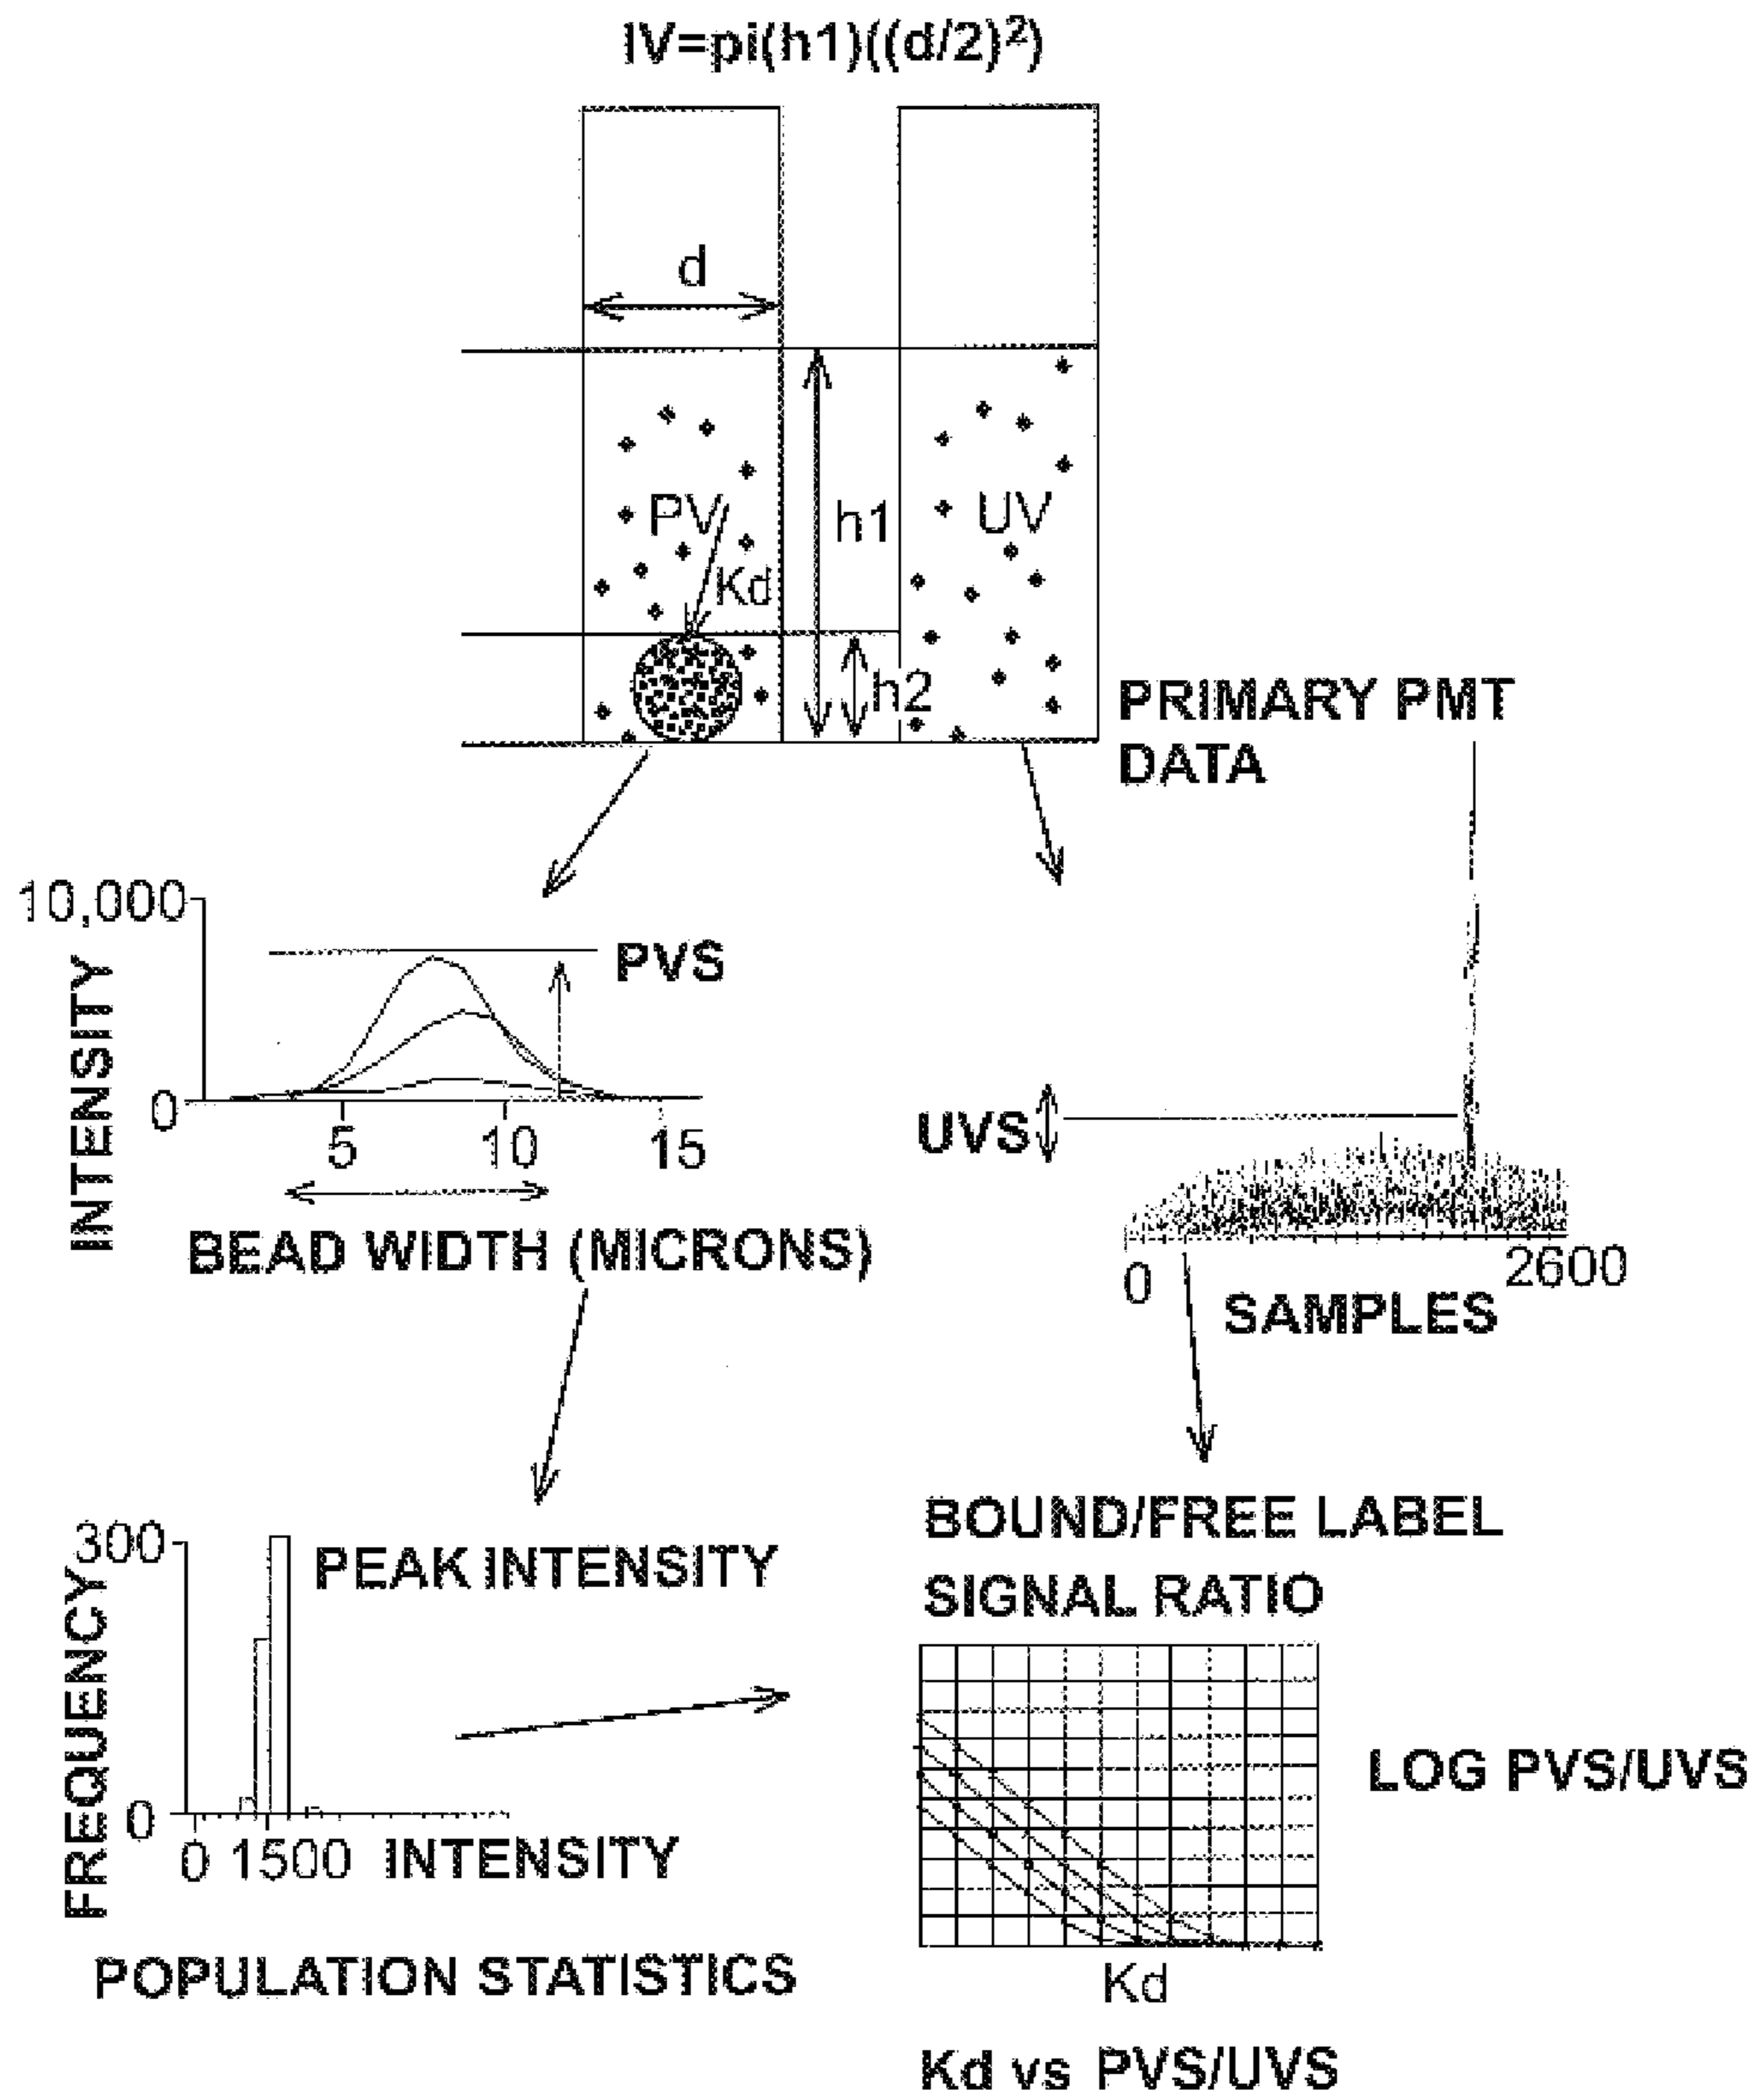 IV=pi(h1)((d/2)²)
d
PV
h1
UV
Kd
h2
PRIMARY PMT
DATA
10,000
INTENSITY
PVS
0
5
10
15
BEAD WIDTH (MICRONS)
UVS
0
2600
SAMPLES
300
FREQUENCY
PEAK INTENSITY
0
0
1500
INTENSITY
POPULATION STATISTICS
BOUND/FREE LABEL
SIGNAL RATIO
LOG PVS/UVS
Kd
Kd vs PVS/UVS